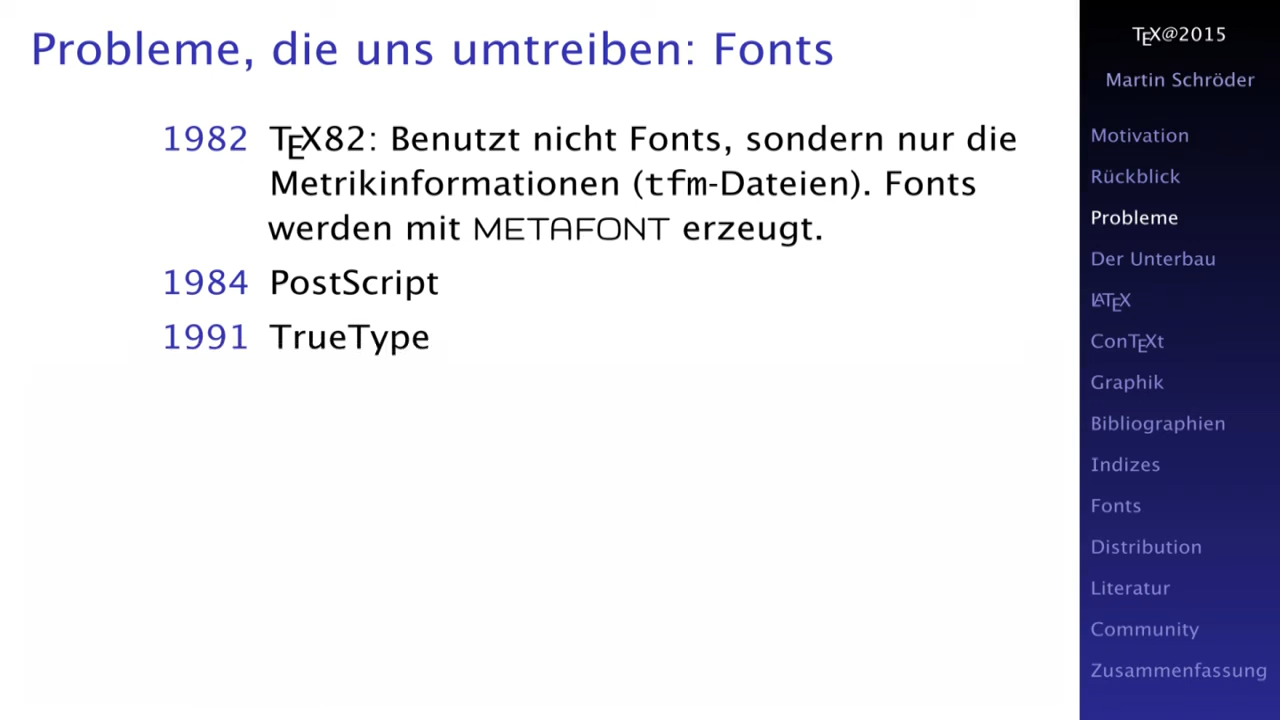 Probleme, die uns umtreiben: Fonts
1982 TEX82: Benutzt nicht Fonts, sondern nur die
Metrikinformationen (tfm-Dateien). Fonts
werden mit METAFONT erzeugt.
1984 PostScript
1991 TrueType
TEX@2015
Martin Schröder
Motivation
Rückblick
Probleme
Der Unterbau
LATEX
ConTEXt
Graphik
Bibliographien
Indizes
Fonts
Distribution
Literatur
Community
Zusammenfassung